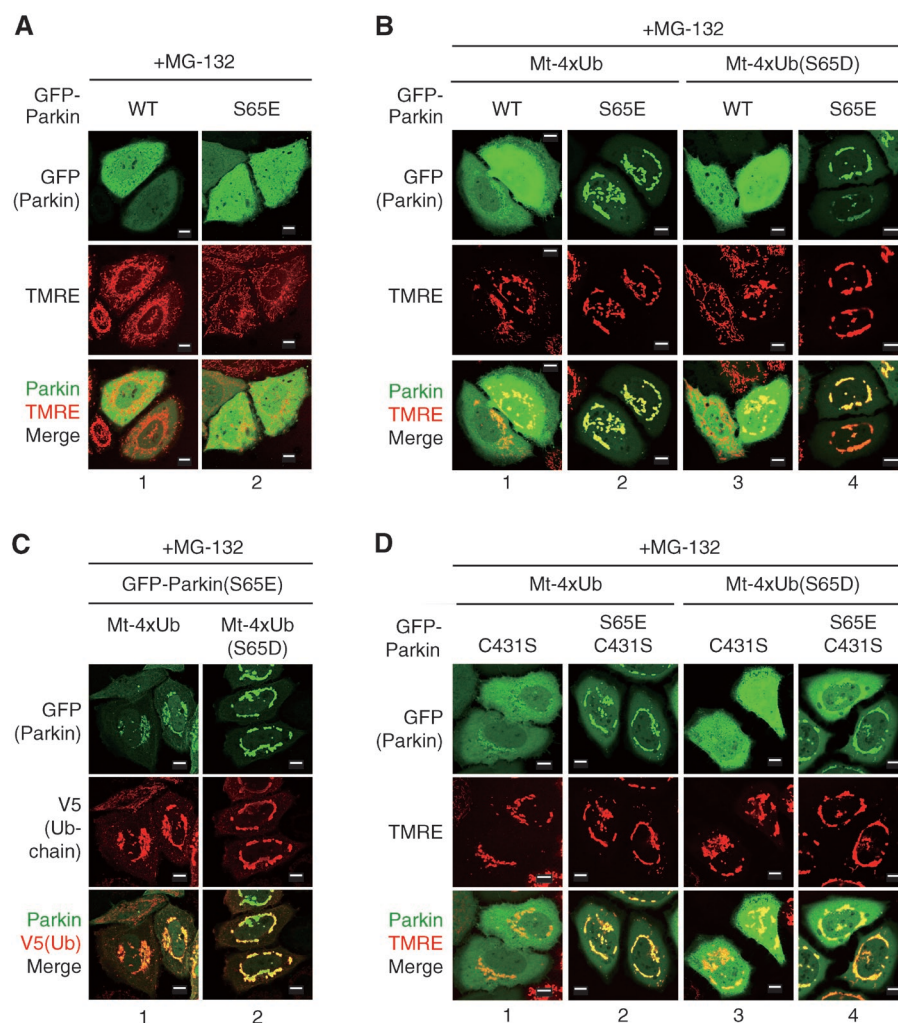 A
+MG-132
GFP-
Parkin
WT
S65E
GFP
(Parkin)
TMRE
Parkin
TMRE
Merge
1
2
B
+MG-132
Mt-4xUb
Mt-4xUb(S65D)
GFP-
Parkin
WT
S65E
WT
S65E
GFP
(Parkin)
TMRE
Parkin
TMRE
Merge
1
2
3
4
C
+MG-132
GFP-Parkin(S65E)
Mt-4xUb
Mt-4xUb
(S65D)
GFP
(Parkin)
V5
(Ub-
chain)
Parkin
V5(Ub)
Merge
1
2
D
+MG-132
Mt-4xUb
Mt-4xUb(S65D)
GFP-
Parkin
C431S
S65E
C431S
C431S
S65E
C431S
GFP
(Parkin)
TMRE
Parkin
TMRE
Merge
1
2
3
4